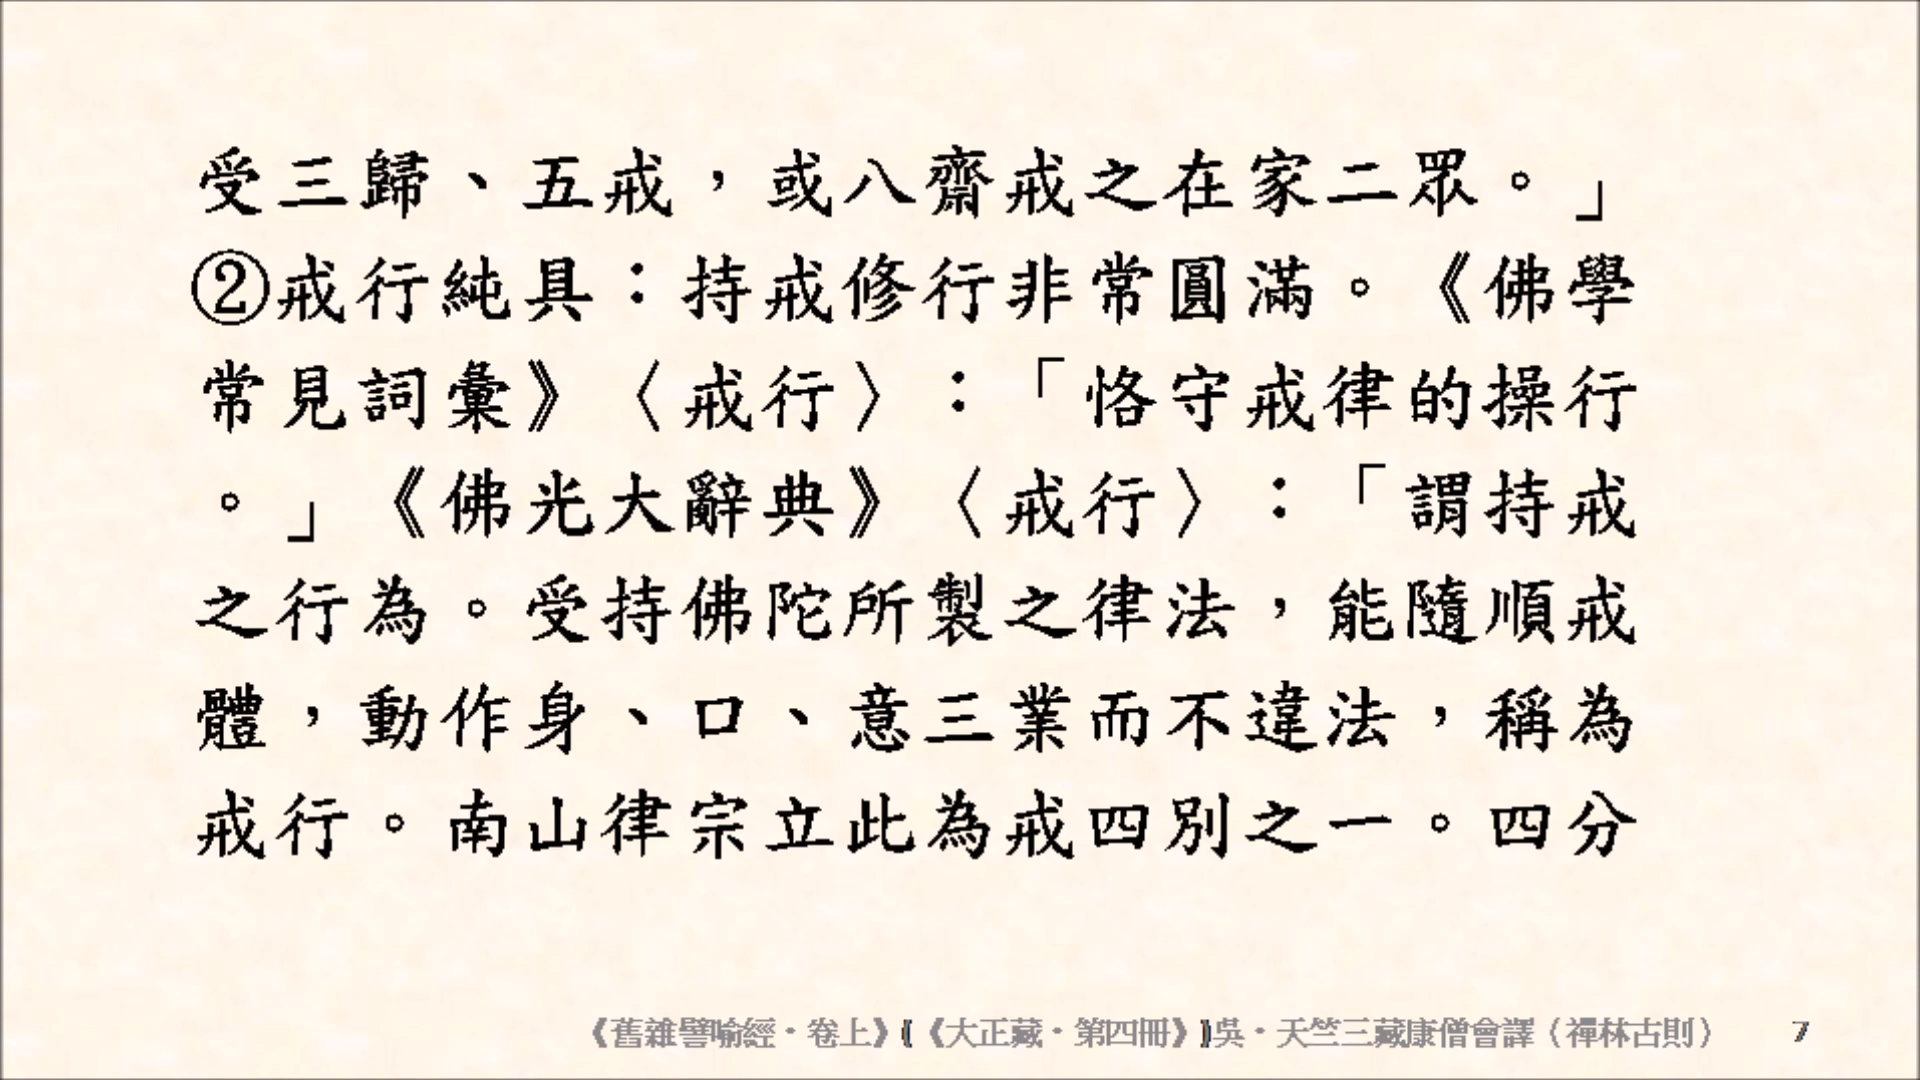 受三歸、五戒，或八齋戒之在家二眾。」
②戒行純具：持戒修行非常圓滿。《佛學
常見詞彙》〈戒行〉：「恪守戒律的操行
。」《佛光大辭典》〈戒行〉：「謂持戒
之行為。受持佛陀所製之律法，能隨順戒
體，動作身、口、意三業而不違法，稱為
戒行。南山律宗立此為戒四別之一。四分
《舊雜譬喻經·卷上》(《大正藏·第四冊》)吳·天竺三藏康僧會譯（禪林古則） 7